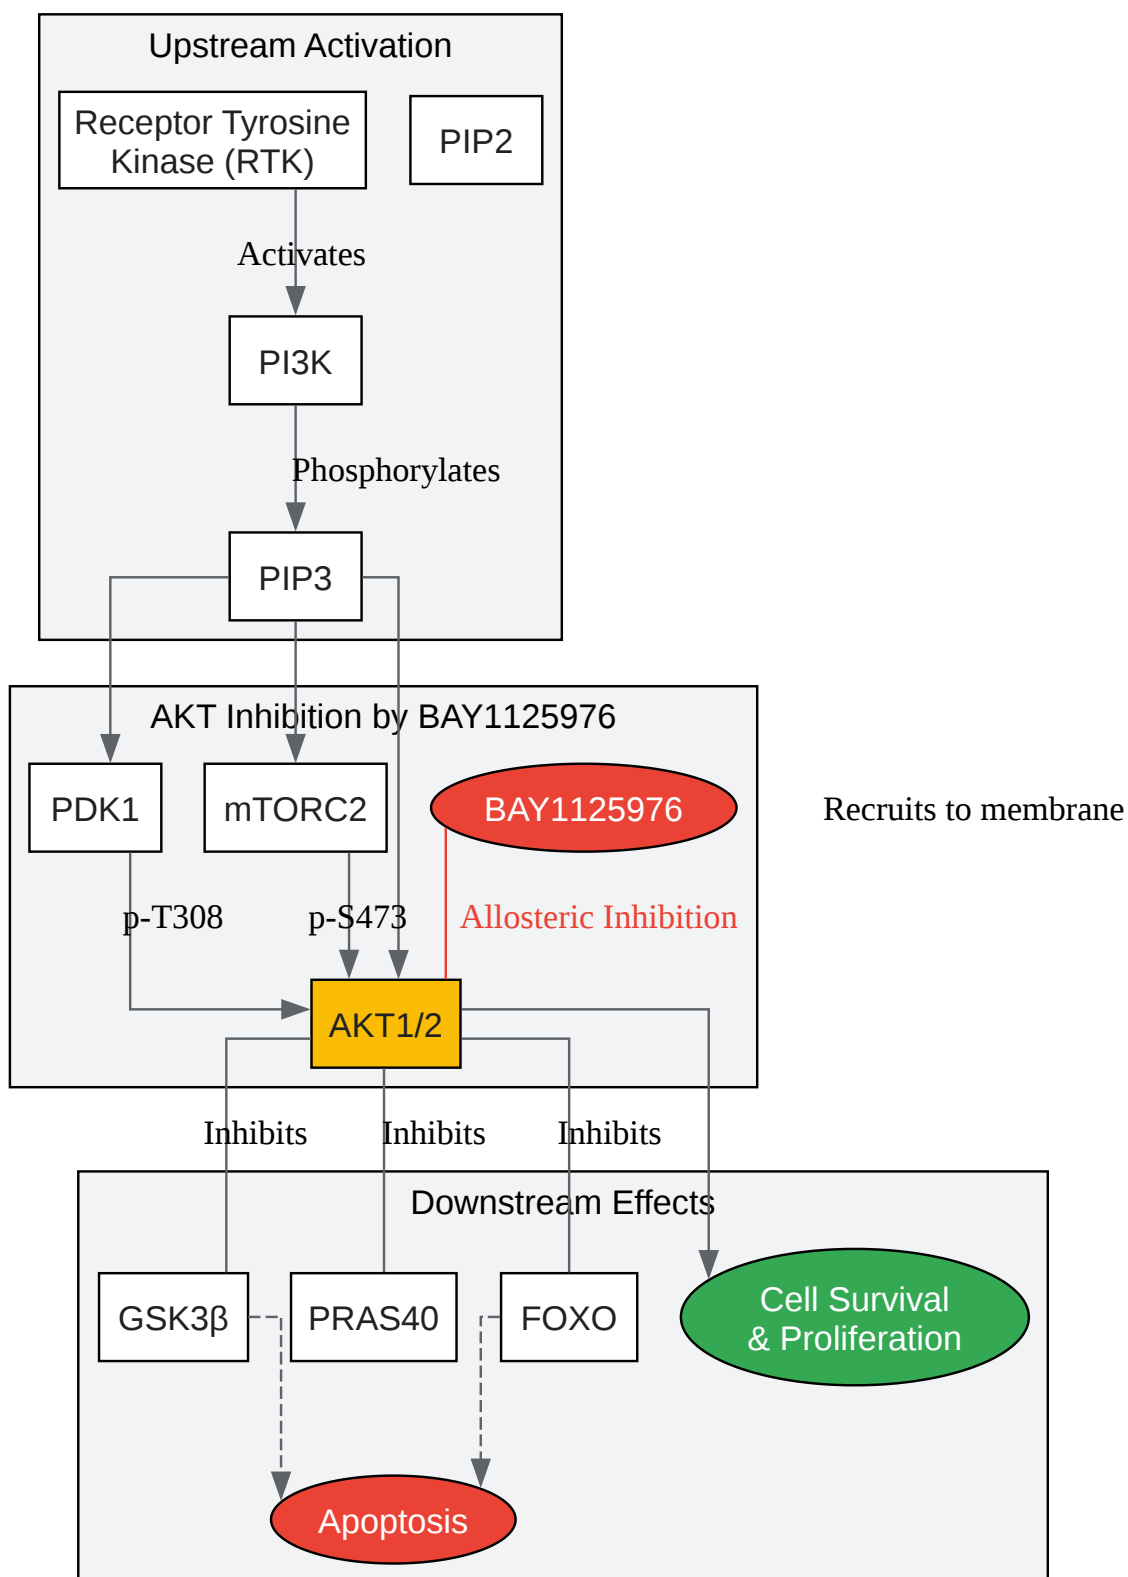 Upstream Activation
Receptor Tyrosine
Kinase (RTK)
PIP2
Activates
PI3K
Phosphorylates
PIP3
AKT Inhibition by BAY1125976
PDK1
mTORC2
BAY1125976
Recruits to membrane
p-T308
p-S473
Allosteric Inhibition
AKT1/2
Inhibits
Inhibits
Inhibits
Downstream Effects
GSK3β
PRAS40
FOXO
Cell Survival
& Proliferation
Apoptosis